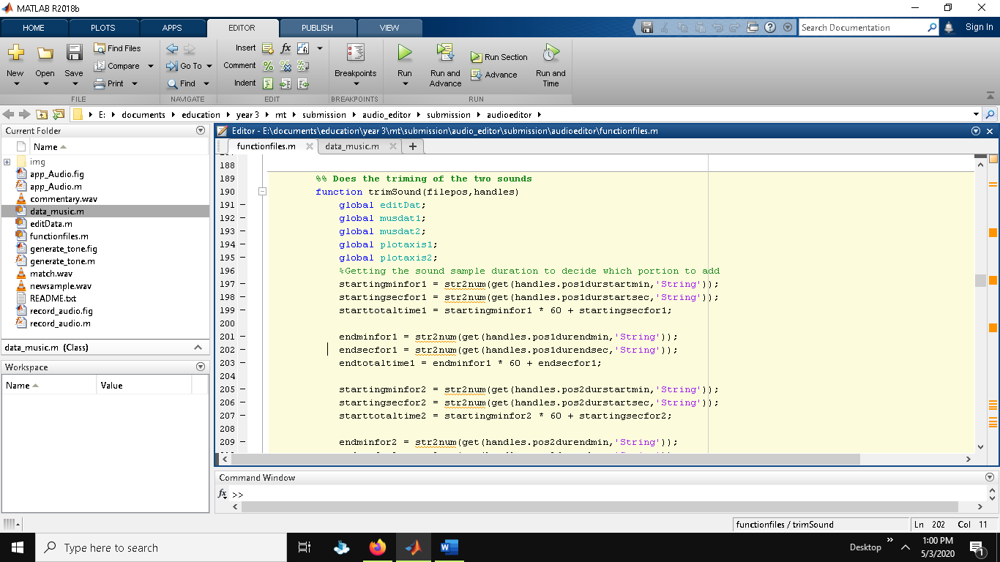 MATLAB R2018b
HOME PLOTS APPS EDITOR PUBLISH VIEW
Search Documentation
Sign In
New
Open
Save
Find Files
Compare
Print
FILE
Go To
Find
NAVIGATE
Insert
Comment
Indent
EDIT
Breakpoints
BREAKPOINTS
Run
Run and Advance
Run Section
Advance
Run and Time
RUN
E: documents education year 3 mt submission audio_editor submission audioeditor
Current Folder
Name
img
app_Audio.fig
app_Audio.m
commentary.wav
data_music.m
editData.m
functionfiles.m
generate_tone.fig
generate_tone.m
match.wav
newsample.wav
README.txt
record_audio.fig
record_audio.m
data_music.m (Class)
Workspace
Name Value
Editor - E:\documents\education\year 3\mt\submission\audio_editor\submission\audioeditor\functionfiles.m
functionfiles.m data_music.m
188
189 %% Does the triming of the two sounds
190 function trimSound(filepos,handles)
191 global editDat;
192 global musdat1;
193 global musdat2;
194 global plotaxis1;
195 global plotaxis2;
196 %Getting the sound sample duration to decide which portion to add
197 startingminfor1 = str2num(get(handles.pos1durstartmin,'String'));
198 startingsecfor1 = str2num(get(handles.pos1durstartsec,'String'));
199 starttotaltime1 = startingminfor1 * 60 + startingsecfor1;
200
201 endminfor1 = str2num(get(handles.pos1durendmin,'String'));
202 endsecfor1 = str2num(get(handles.pos1durendsec,'String'));
203 endtotaltime1 = endminfor1 * 60 + endsecfor1;
204
205 startingminfor2 = str2num(get(handles.pos2durstartmin,'String'));
206 startingsecfor2 = str2num(get(handles.pos2durstartsec,'String'));
207 starttotaltime2 = startingminfor2 * 60 + startingsecfor2;
208
209 endminfor2 = str2num(get(handles.pos2durendmin,'String'));
Command Window
fx >>
functionfiles / trimSound
Ln 202 Col 11
Type here to search
Desktop
1:00 PM
5/3/2020
1